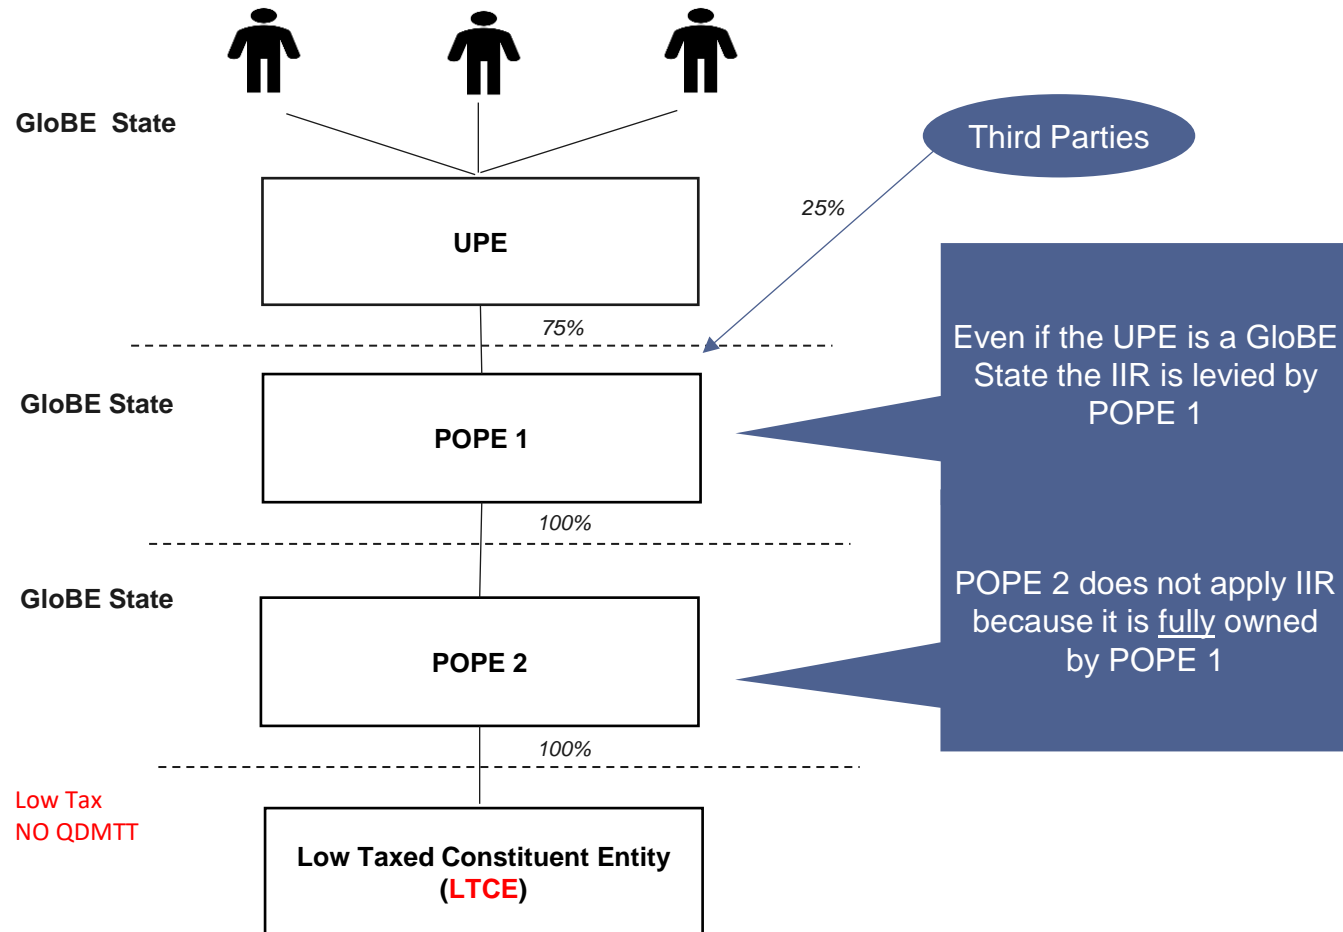 GloBE  State
Third Parties
25%
UPE
75%
Even if the UPE is a GloBE
State the IIR is levied by
POPE 1
GloBE State
POPE 1
100%
GloBE State
POPE 2 does not apply IIR
because it is fully owned
by POPE 1
POPE 2
100%
Low Tax
NO QDMTT
Low Taxed Constituent Entity
(LTCE)